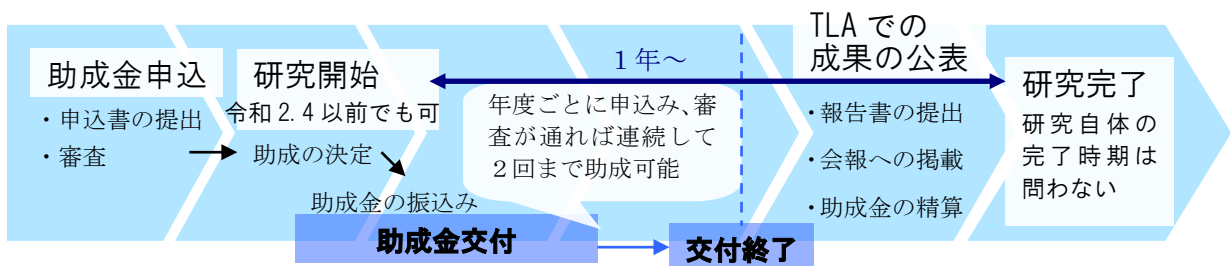 助成金申込
・申込書の提出
・審査
研究開始
令和2.4以前でも可
助成の決定
助成金の振込み
助成金交付
1年～
年度ごとに申込み、審
査が通れば連続して
２回まで助成可能
交付終了
TLAでの
成果の公表
・報告書の提出
・会報への掲載
・助成金の精算
研究完了
研究自体の
完了時期は
問わない